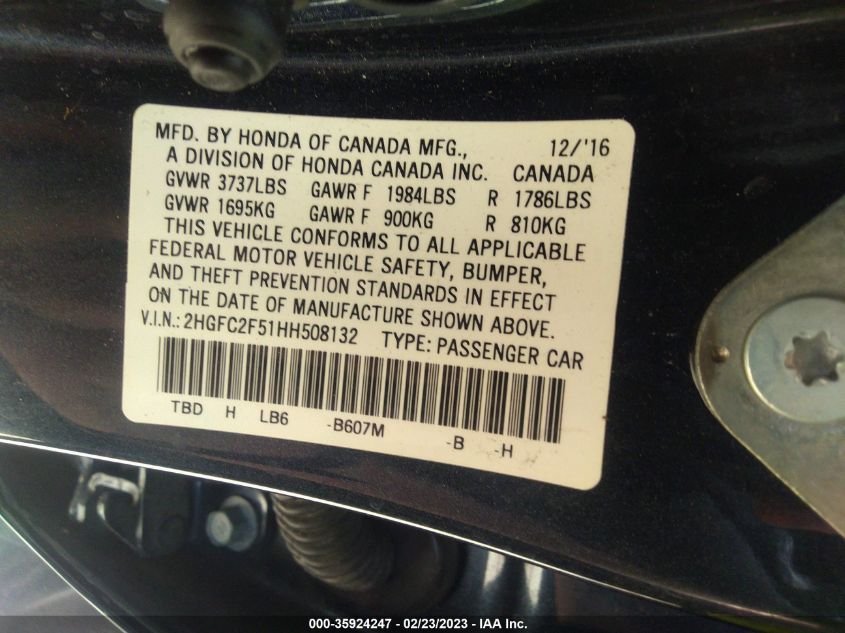 MFD. BY HONDA OF CANADA MFG., 12/'16
A DIVISION OF HONDA CANADA INC. CANADA
GVWR 3737LBS GAWR F 1984LBS R 1786LBS
GVWR 1695KG GAWR F 900KG R 810KG
THIS VEHICLE CONFORMS TO ALL APPLICABLE
FEDERAL MOTOR VEHICLE SAFETY, BUMPER,
AND THEFT PREVENTION STANDARDS IN EFFECT
ON THE DATE OF MANUFACTURE SHOWN ABOVE.
V.I.N.: 2HGFC2F51HH508132 TYPE: PASSENGER CAR
TBD H LB6 -B607M -B -H
000-35924247 - 02/23/2023 - IAA Inc.